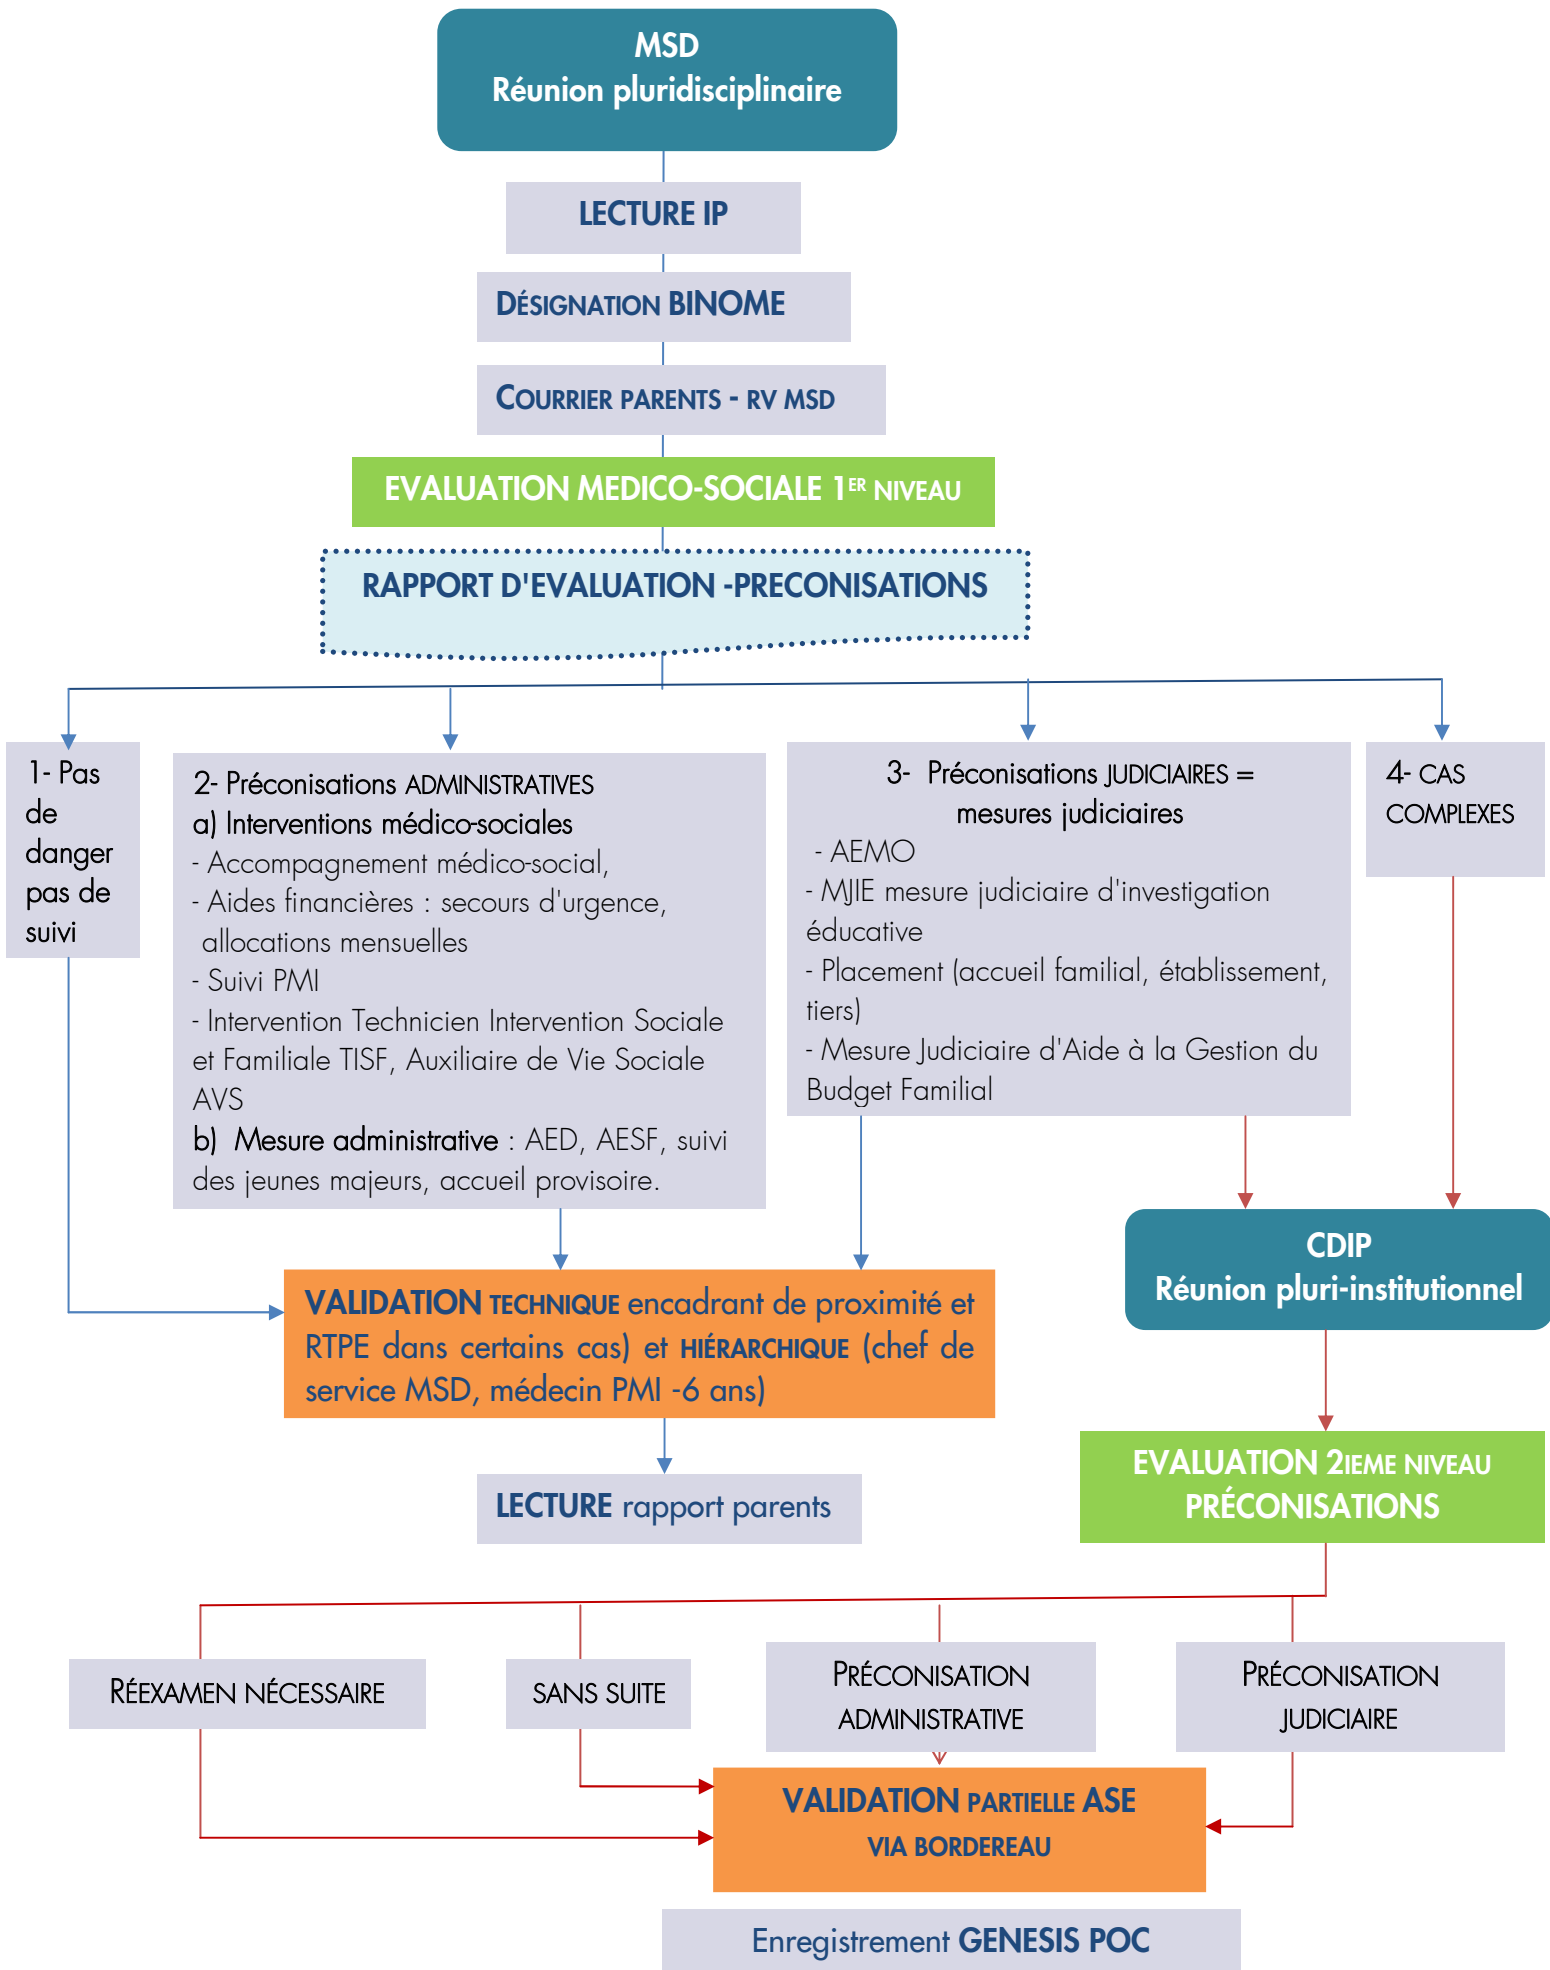 MSD
Réunion pluridisciplinaire
LECTURE IP
DÉSIGNATION BINOME
COURRIER PARENTS - RV MSD
EVALUATION MEDICO-SOCIALE 1ER NIVEAU
RAPPORT D'EVALUATION -PRECONISATIONS
1- Pas
de
danger
pas de
suivi
2- Préconisations ADMINISTRATIVES
a) Interventions médico-sociales
- Accompagnement médico-social,
- Aides financières : secours d'urgence,
allocations mensuelles
- Suivi PMI
- Intervention Technicien Intervention Sociale
et Familiale TISF, Auxiliaire de Vie Sociale
AVS
b) Mesure administrative : AED, AESF, suivi
des jeunes majeurs, accueil provisoire.
3- Préconisations JUDICIAIRES =
mesures judiciaires
- AEMO
- MJIE mesure judiciaire d'investigation
éducative
- Placement (accueil familial, établissement,
tiers)
- Mesure Judiciaire d'Aide à la Gestion du
Budget Familial
4- CAS
COMPLEXES
VALIDATION TECHNIQUE encadrant de proximité et
RTPE dans certains cas) et HIÉRARCHIQUE (chef de
service MSD, médecin PMI -6 ans)
LECTURE rapport parents
CDIP
Réunion pluri-institutionnel
EVALUATION 2IEME NIVEAU
PRÉCONISATIONS
RÉEXAMEN NÉCESSAIRE
SANS SUITE
PRÉCONISATION
ADMINISTRATIVE
PRÉCONISATION
JUDICIAIRE
VALIDATION PARTIELLE ASE
VIA BORDEREAU
Enregistrement GENESIS POC